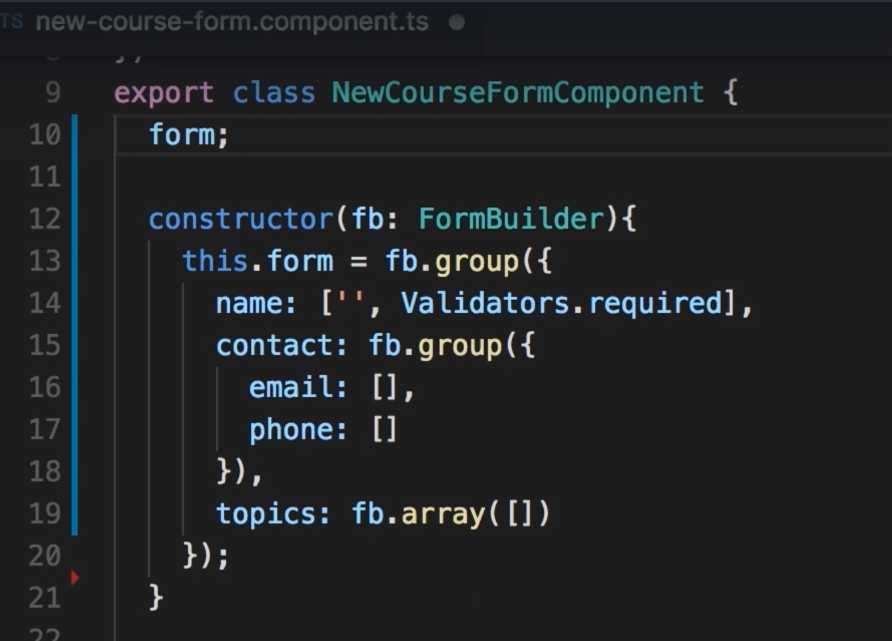 TS new-course-form.component.ts
9 export class NewCourseFormComponent {
10 form;
11
12 constructor(fb: FormBuilder){
13 this.form = fb.group({
14 name: ['', Validators.required],
15 contact: fb.group({
16 email: [],
17 phone: []
18 }),
19 topics: fb.array([])
20 });
21 }
22